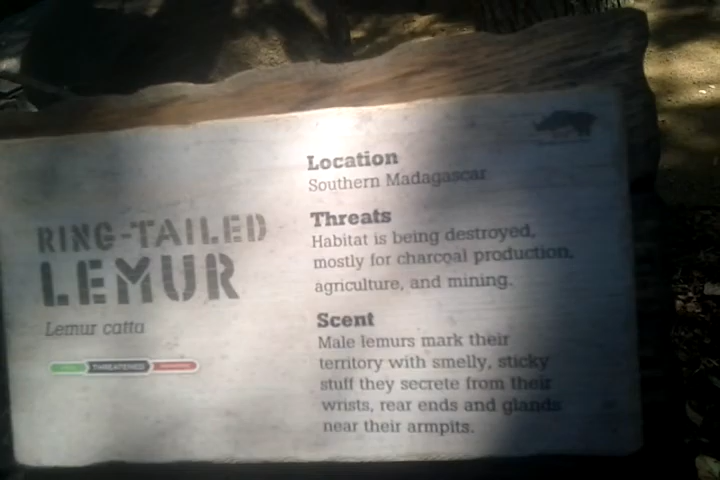 RING-TAILED
LEMUR
Lemur catta
THREATENED
Location
Southern Madagascar
Threats
Habitat is being destroyed,
mostly for charcoal production,
agriculture, and mining.
Scent
Male lemurs mark their
territory with smelly, sticky
stuff they secrete from their
wrists, rear ends and glands
near their armpits.